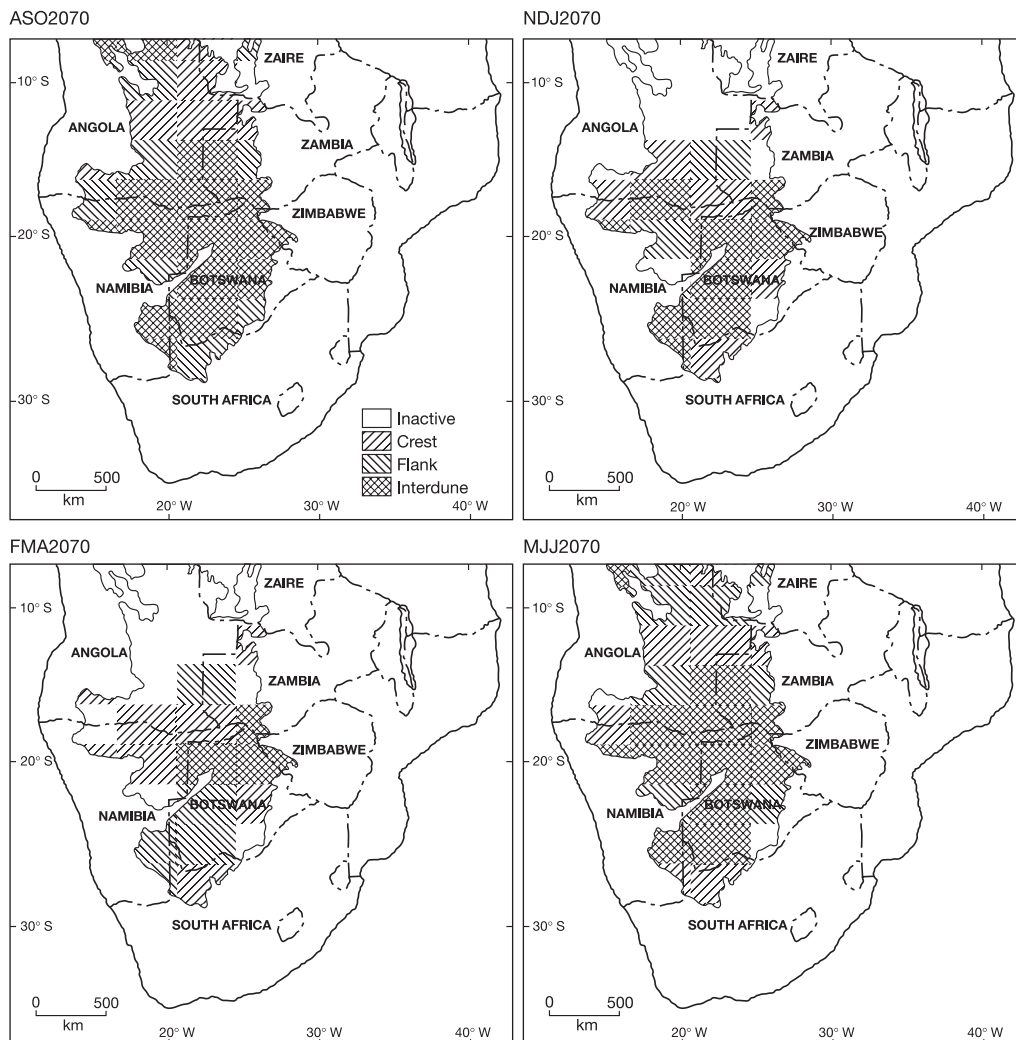 ASO2070
10° S
20° S
30° S
ZAIRE
ANGOLA
ZAMBIA
ZIMBABWE
NAMIBIA
BOTSWANA
SOUTH AFRICA
Inactive
Crest
Flank
Interdune
0 500
km
20° W 30° W 40° W
NDJ2070
10° S
20° S
30° S
ZAIRE
ANGOLA
ZAMBIA
ZIMBABWE
NAMIBIA
BOTSWANA
SOUTH AFRICA
0 500
km
20° W 30° W 40° W
FMA2070
10° S
20° S
30° S
ZAIRE
ANGOLA
ZAMBIA
ZIMBABWE
NAMIBIA
BOTSWANA
SOUTH AFRICA
0 500
km
20° W 30° W 40° W
MJJ2070
10° S
20° S
30° S
ZAIRE
ANGOLA
ZAMBIA
ZIMBABWE
NAMIBIA
BOTSWANA
SOUTH AFRICA
0 500
km
20° W 30° W 40° W